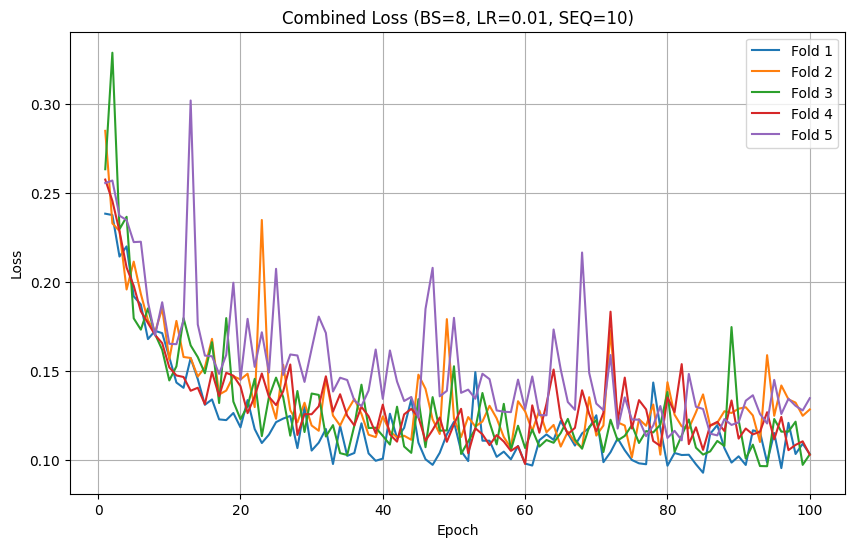 Combined Loss (BS=8, LR=0.01, SEQ=10)
Fold 1
Fold 2
Fold 3
Fold 4
Fold 5
Loss
0.30
0.25
0.20
0.15
0.10
0 20 40 60 80 100
Epoch